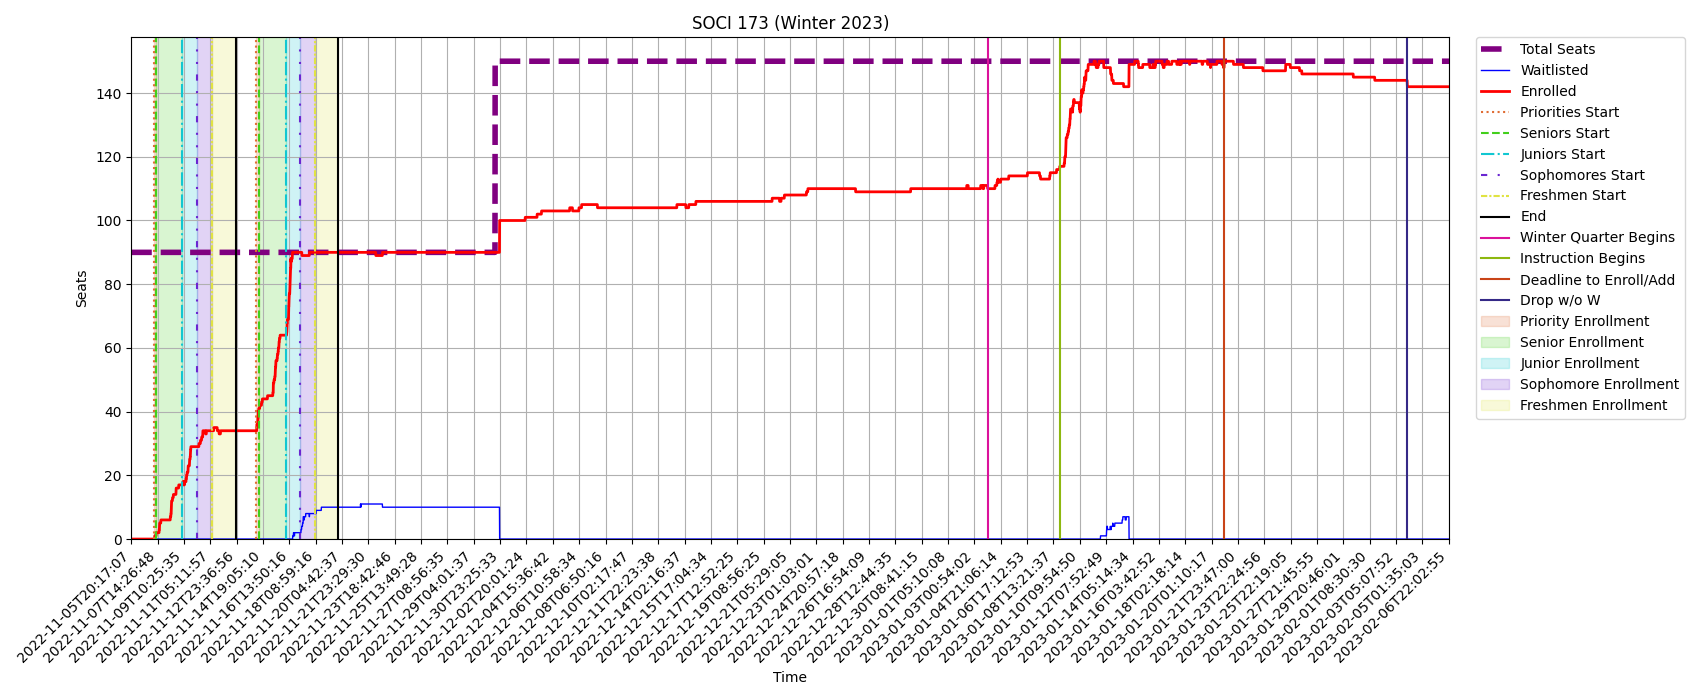 SOCI 173 (Winter 2023)
Seats
140
120
100
80
60
40
20
0
2022-11-05T20:17:07
2022-11-07T14:26:48
2022-11-09T10:25:35
2022-11-11T05:11:57
2022-11-12T23:36:56
2022-11-14T19:05:10
2022-11-16T13:50:16
2022-11-18T08:59:16
2022-11-20T04:42:37
2022-11-21T23:29:30
2022-11-23T18:42:46
2022-11-25T13:49:28
2022-11-27T08:56:35
2022-11-29T04:01:37
2022-11-30T23:25:33
2022-12-02T20:01:24
2022-12-04T15:36:42
2022-12-06T10:58:34
2022-12-08T06:50:16
2022-12-10T02:17:47
2022-12-11T22:23:38
2022-12-14T02:16:37
2022-12-15T17:04:34
2022-12-17T12:52:25
2022-12-19T08:56:25
2022-12-21T05:29:05
2022-12-23T01:03:01
2022-12-24T20:57:18
2022-12-26T16:54:09
2022-12-28T12:44:35
2022-12-30T08:41:15
2023-01-01T05:10:08
2023-01-03T00:54:02
2023-01-04T21:06:14
2023-01-06T17:12:53
2023-01-08T13:21:37
2023-01-10T09:54:50
2023-01-12T07:52:49
2023-01-14T05:14:34
2023-01-16T03:42:52
2023-01-18T02:18:14
2023-01-20T01:10:17
2023-01-21T23:47:00
2023-01-23T22:24:56
2023-01-25T22:19:05
2023-01-27T21:45:55
2023-01-29T20:46:01
2023-02-01T08:30:30
2023-02-03T05:07:52
2023-02-05T01:35:03
2023-02-06T22:02:55
Time
Total Seats
Waitlisted
Enrolled
Priorities Start
Seniors Start
Juniors Start
Sophomores Start
Freshmen Start
End
Winter Quarter Begins
Instruction Begins
Deadline to Enroll/Add
Drop w/o W
Priority Enrollment
Senior Enrollment
Junior Enrollment
Sophomore Enrollment
Freshmen Enrollment